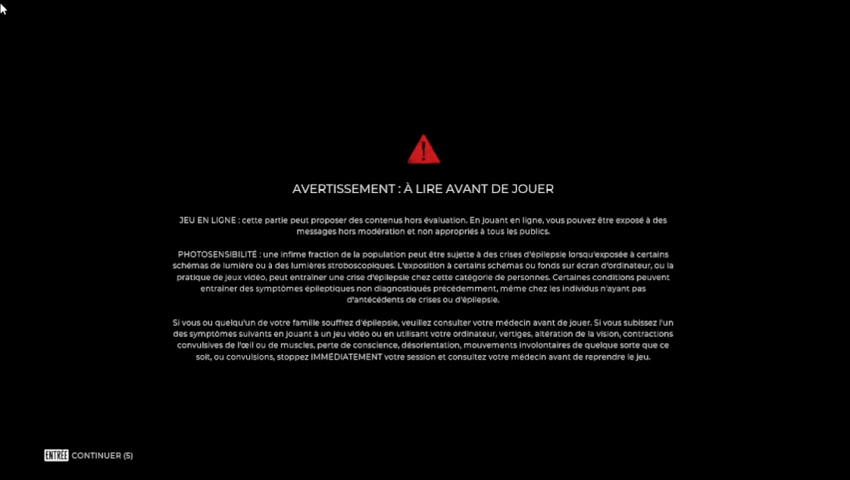 AVERTISSEMENT : À LIRE AVANT DE JOUER
JEU EN LIGNE : cette partie peut proposer des contenus hors évaluation. En jouant en ligne, vous pouvez être exposé à des
messages hors modération et non appropriés à tous les publics.
PHOTOSENSIBILITÉ : une infime fraction de la population peut être sujette à des crises d'épilepsie lorsqu'exposée à certains
schémas de lumière ou à des lumières stroboscopiques. L'exposition à certains schémas ou fonds sur écran d'ordinateur, ou la
pratique de jeux vidéo, peut entraîner une crise d'épilepsie chez cette catégorie de personnes. Certaines conditions peuvent
entraîner des symptômes épileptiques non diagnostiqués précédemment, même chez les individus n'ayant pas
d'antécédents de crises ou d'épilepsie.
Si vous ou quelqu'un de votre famille souffrez d'épilepsie, veuillez consulter votre médecin avant de jouer. Si vous subissez l'un
des symptômes suivants en jouant à un jeu vidéo ou en utilisant votre ordinateur, vertiges, altération de la vision, contractions
convulsives de l'œil ou de muscles, perte de conscience, désorientation, mouvements involontaires de quelque sorte que ce
soit, ou convulsions, stoppez IMMÉDIATEMENT votre session et consultez votre médecin avant de reprendre le jeu.
ENTRÉE CONTINUER (5)